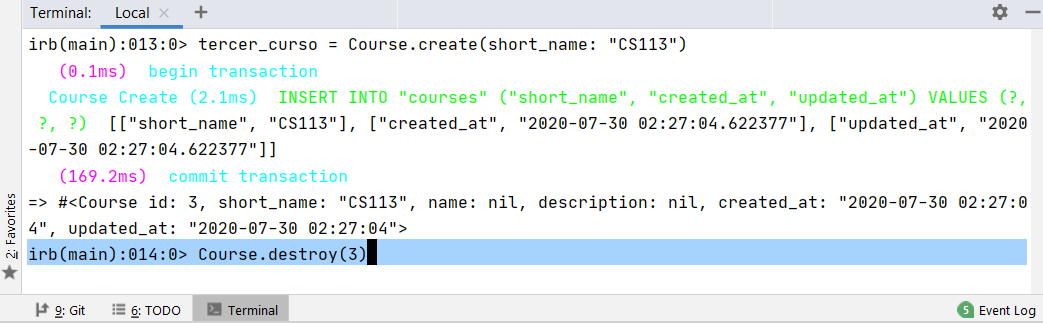 Terminal: Local × +
irb(main):013:0> tercer_curso = Course.create(short_name: "CS113")
(0.1ms) begin transaction
Course Create (2.1ms) INSERT INTO "courses" ("short_name", "created_at", "updated_at") VALUES (?,
?, ?) [["short_name", "CS113"], ["created_at", "2020-07-30 02:27:04.622377"], ["updated_at", "2020
-07-30 02:27:04.622377"]]
(169.2ms) commit transaction
=> #<Course id: 3, short_name: "CS113", name: nil, description: nil, created_at: "2020-07-30 02:27:0
4", updated_at: "2020-07-30 02:27:04">
irb(main):014:0> Course.destroy(3)
2: Favorites
9: Git 6: TODO Terminal 5 Event Log